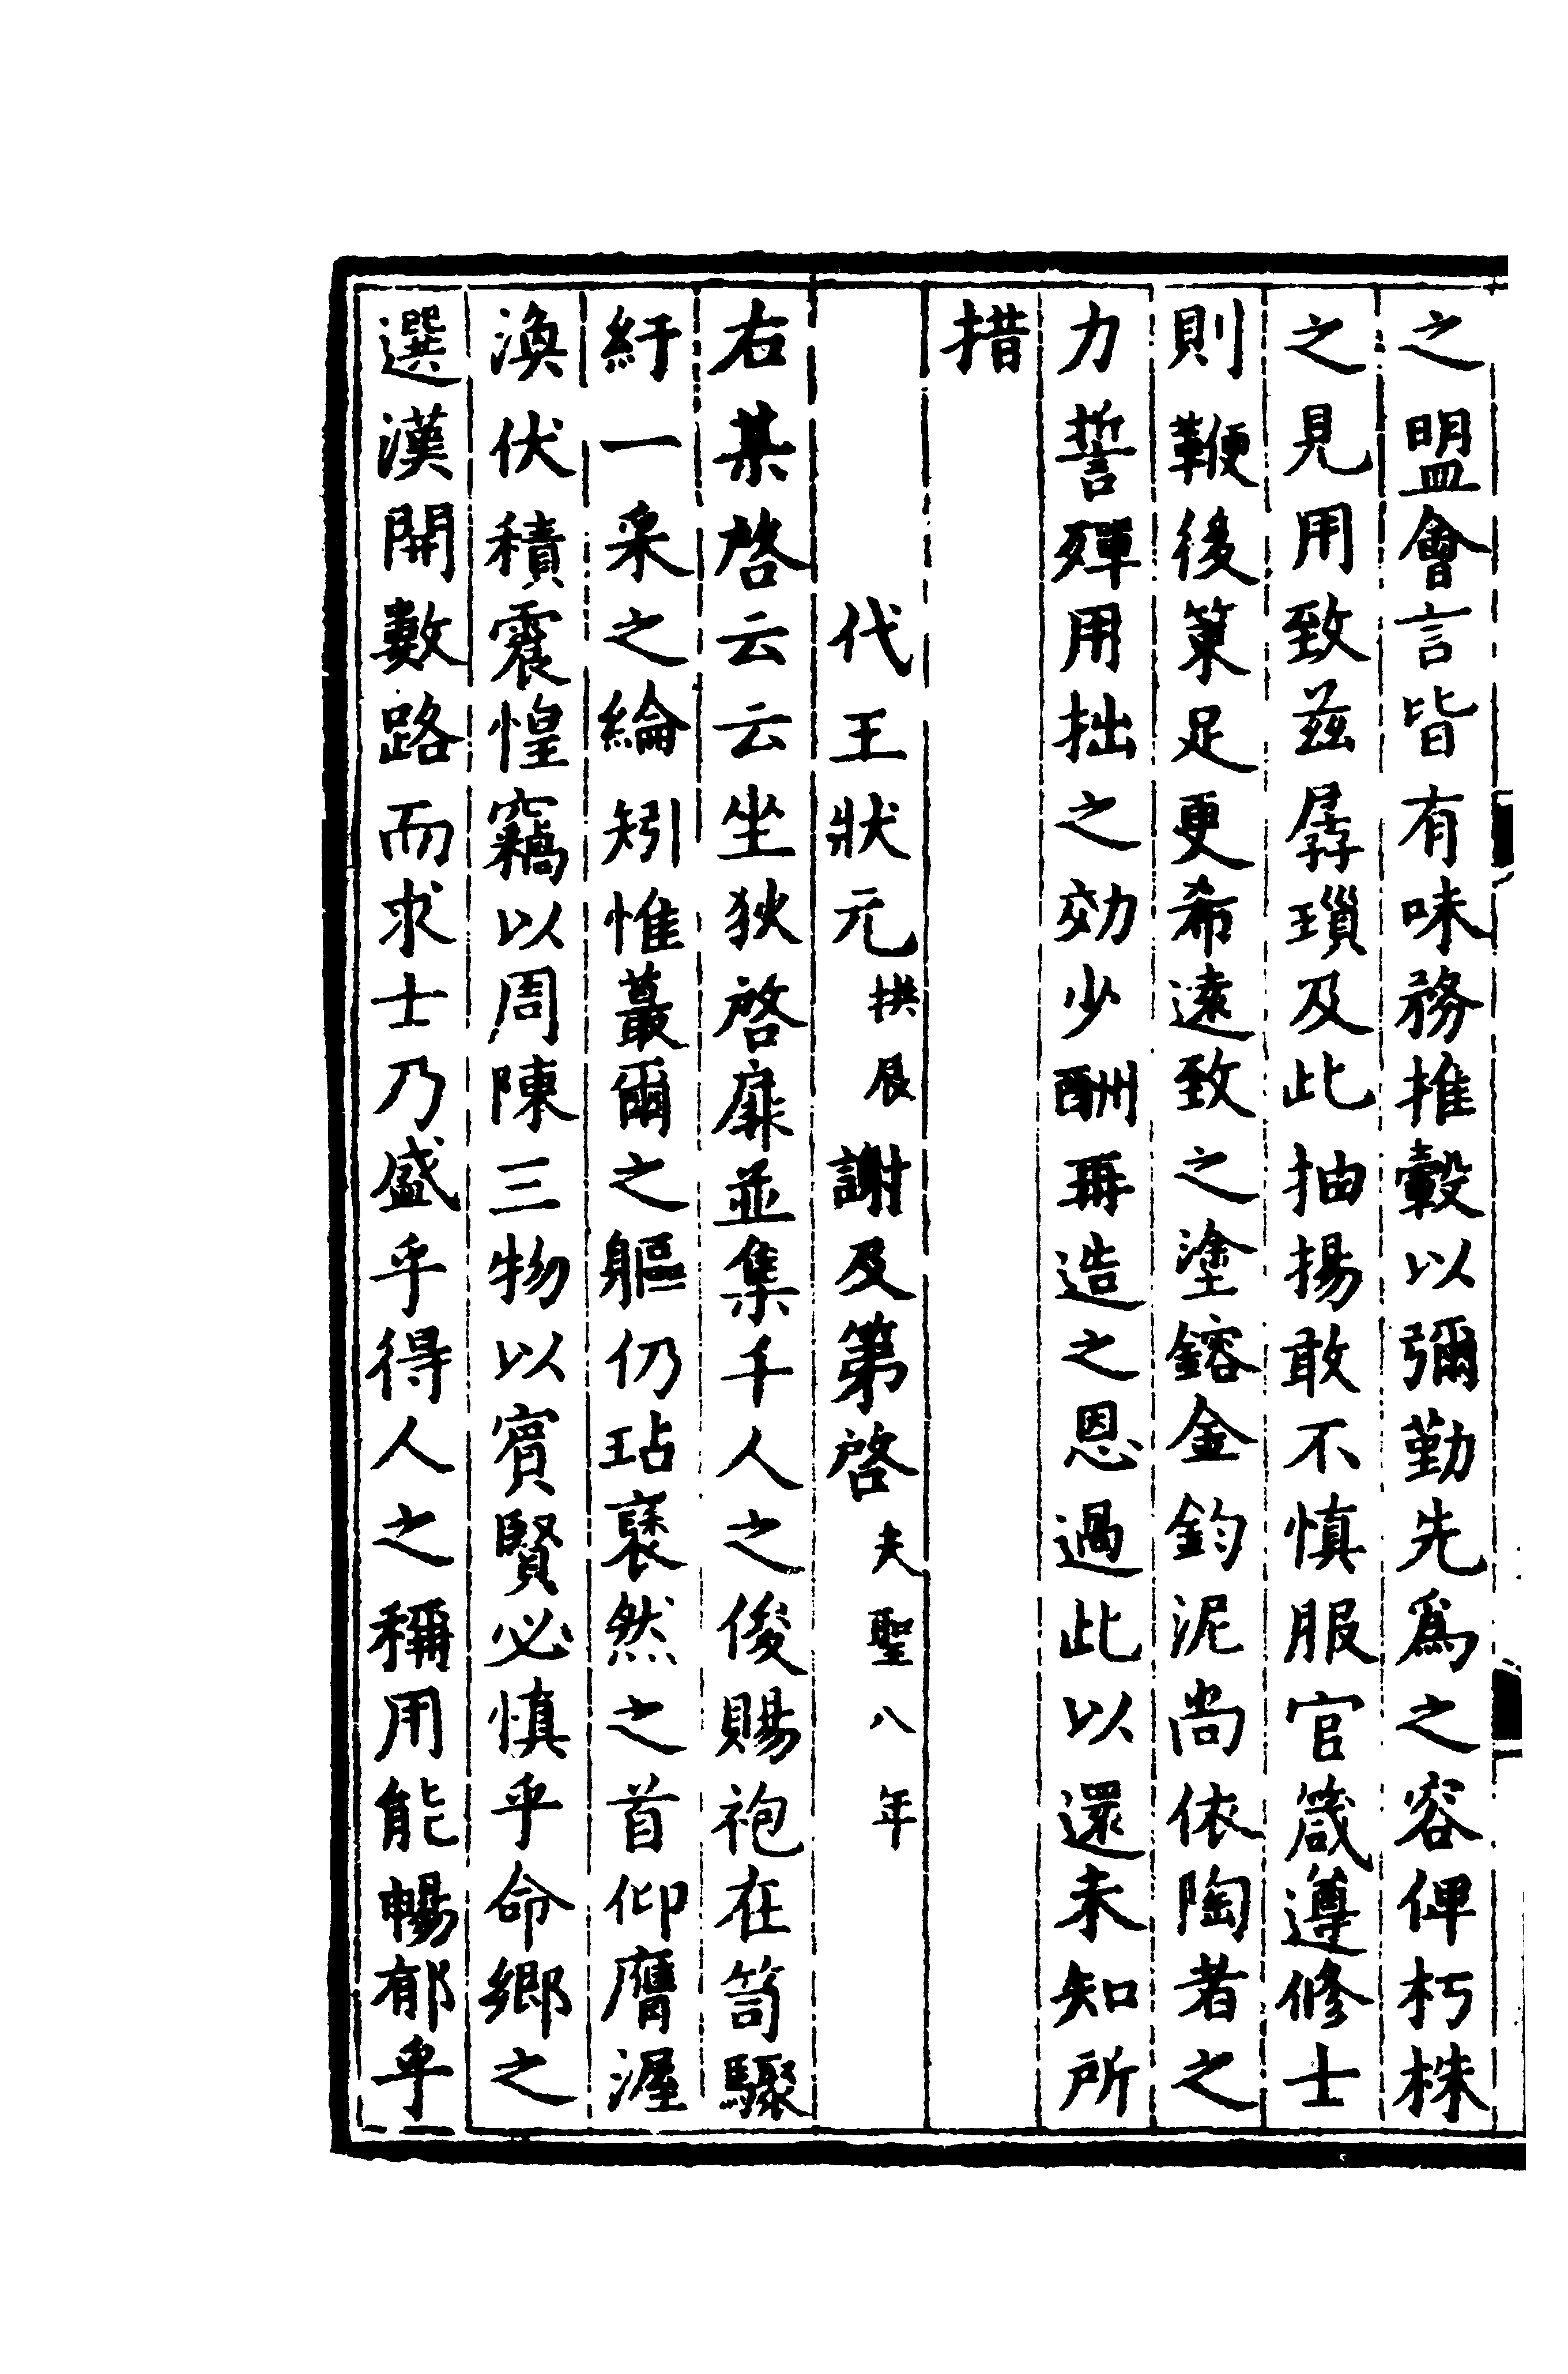 之盟會言皆有味務推轂以彌勤先爲之容俾朽株
之見用致兹孱瑣及此抽揚敢不慎服官箴遵修士
則鞭後箠足更希遠致之塗鎔金鈞泥尚依陶者之
力誓殫用拙之効少酬再造之恩過此以還未知所
措
代王狀元拱辰謝及第啓天聖八年
右某啓云云坐狄啓扉並集千人之俊賜袍在笥驟
紆一采之綸矧惟蕞爾之軀仍玷褎然之首仰膺渥
渙伏積震惶竊以周陳三物以賓賢必慎乎命鄉之
選漢開數路而求士乃盛乎得人之稱用能暢郁乎